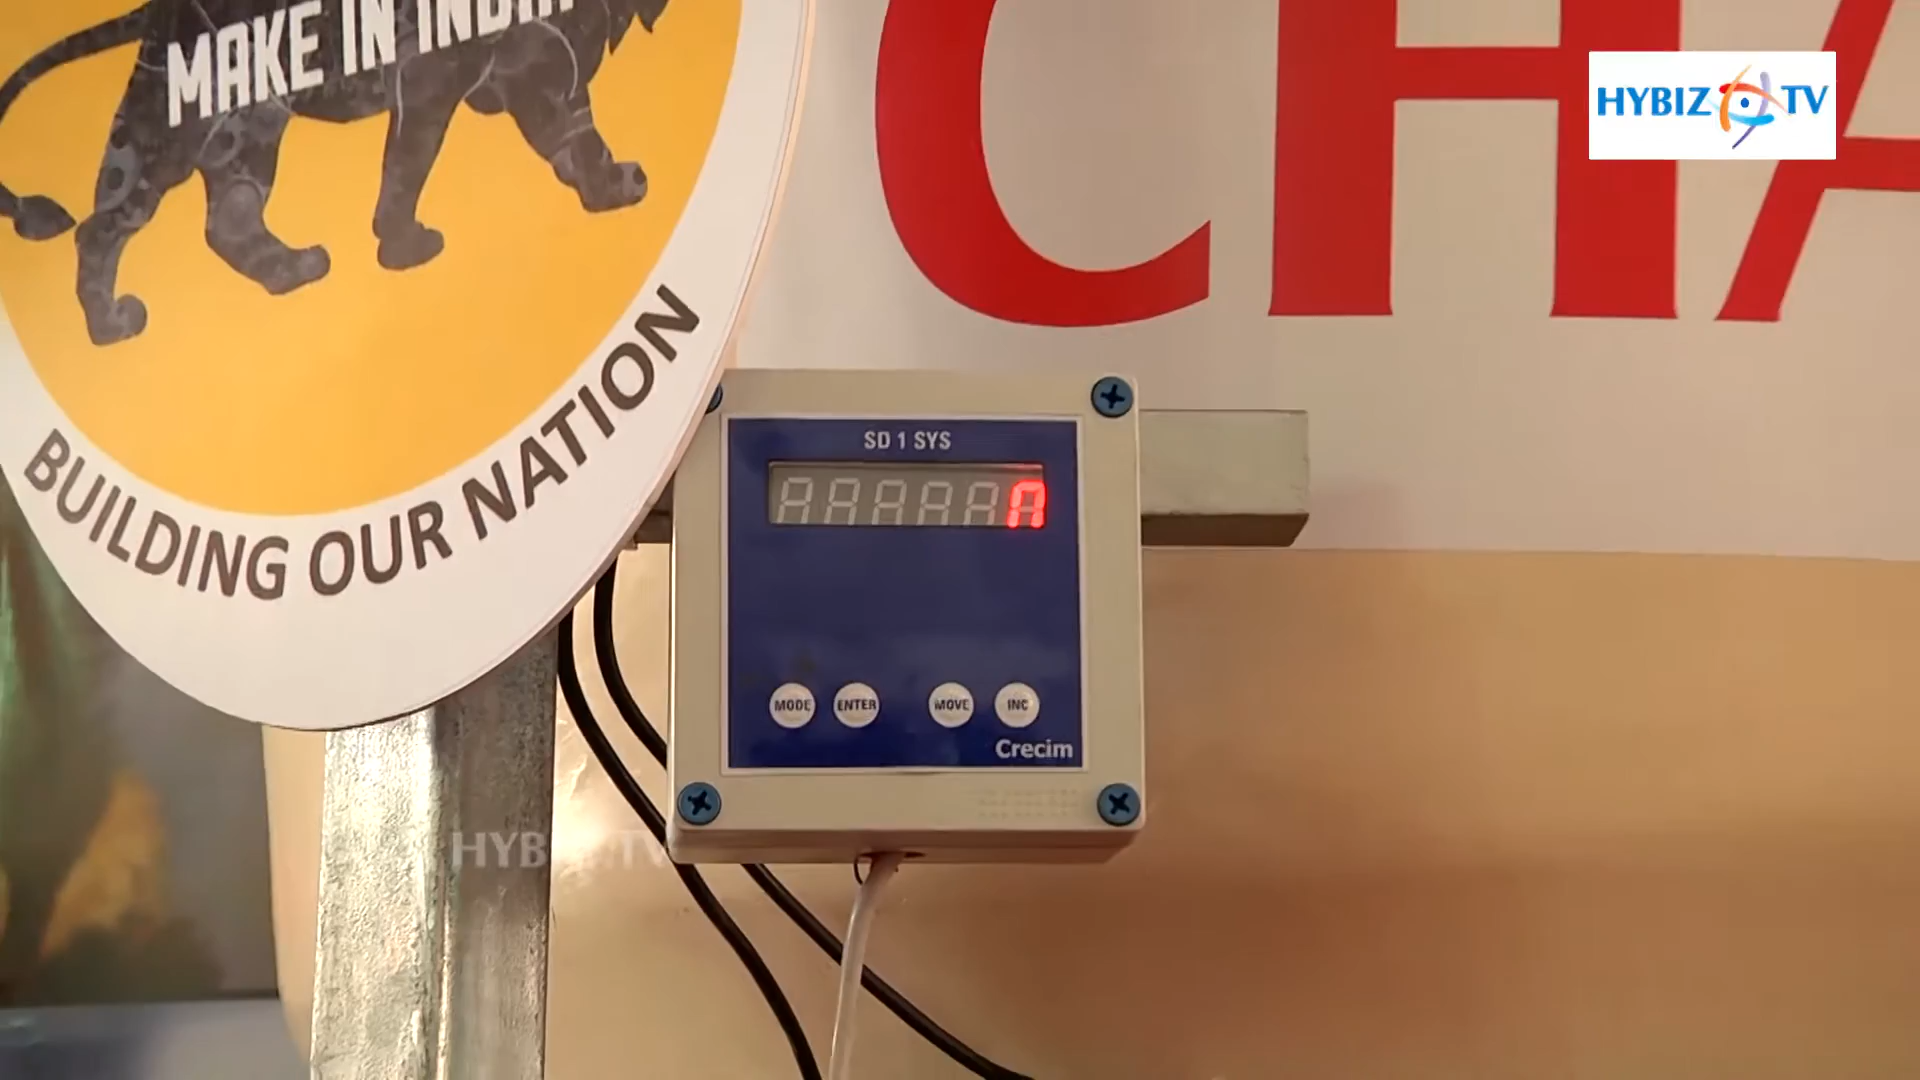 MAKE IN INDIA
BUILDING OUR NATION
CHA
HYBIZ TV
SD 1 SYS
MODE
ENTER
MOVE
INC
Crecim
HYBIZ TV